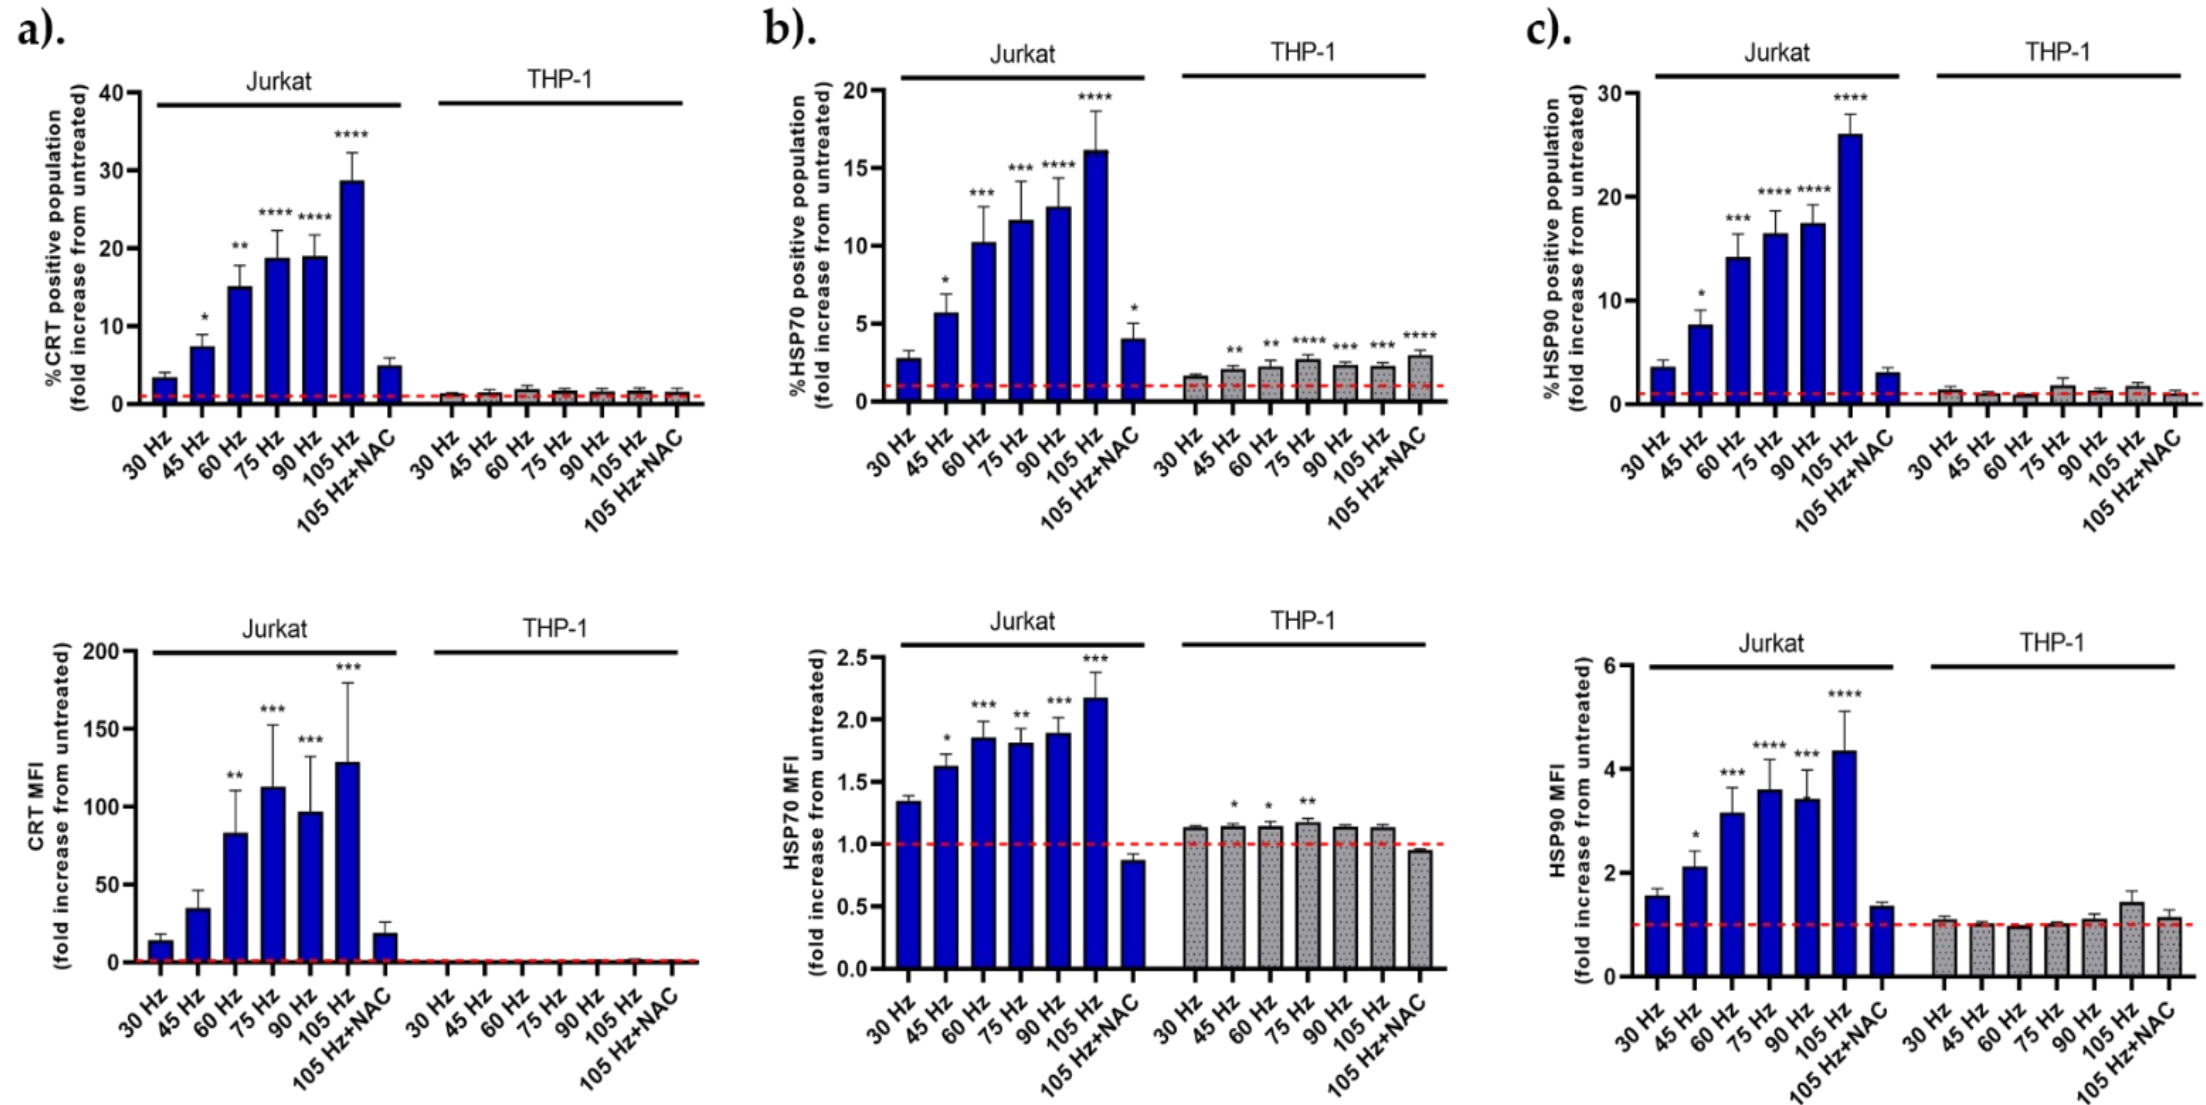 a).
Jurkat
THP-1
%CRT positive population
(fold increase from untreated)
40
30
20
10
0
*
**
****
****
****
30 Hz
45 Hz
60 Hz
75 Hz
90 Hz
105 Hz
105 Hz+NAC
30 Hz
45 Hz
60 Hz
75 Hz
90 Hz
105 Hz
105 Hz+NAC
Jurkat
THP-1
CRT MFI
(fold increase from untreated)
200
150
100
50
0
**
***
***
***
30 Hz
45 Hz
60 Hz
75 Hz
90 Hz
105 Hz
105 Hz+NAC
30 Hz
45 Hz
60 Hz
75 Hz
90 Hz
105 Hz
105 Hz+NAC
b).
Jurkat
THP-1
%HSP70 positive population
(fold increase from untreated)
20
15
10
5
0
*
***
***
****
****
*
**
**
****
***
***
****
30 Hz
45 Hz
60 Hz
75 Hz
90 Hz
105 Hz
105 Hz+NAC
30 Hz
45 Hz
60 Hz
75 Hz
90 Hz
105 Hz
105 Hz+NAC
Jurkat
THP-1
HSP70 MFI
(fold increase from untreated)
2.5
2.0
1.5
1.0
0.5
0.0
*
***
**
***
***
*
*
**
30 Hz
45 Hz
60 Hz
75 Hz
90 Hz
105 Hz
105 Hz+NAC
30 Hz
45 Hz
60 Hz
75 Hz
90 Hz
105 Hz
105 Hz+NAC
c).
Jurkat
THP-1
%HSP90 positive population
(fold increase from untreated)
30
20
10
0
*
***
****
****
****
30 Hz
45 Hz
60 Hz
75 Hz
90 Hz
105 Hz
105 Hz+NAC
30 Hz
45 Hz
60 Hz
75 Hz
90 Hz
105 Hz
105 Hz+NAC
Jurkat
THP-1
HSP90 MFI
(fold increase from untreated)
6
4
2
0
*
***
****
***
****
30 Hz
45 Hz
60 Hz
75 Hz
90 Hz
105 Hz
105 Hz+NAC
30 Hz
45 Hz
60 Hz
75 Hz
90 Hz
105 Hz
105 Hz+NAC